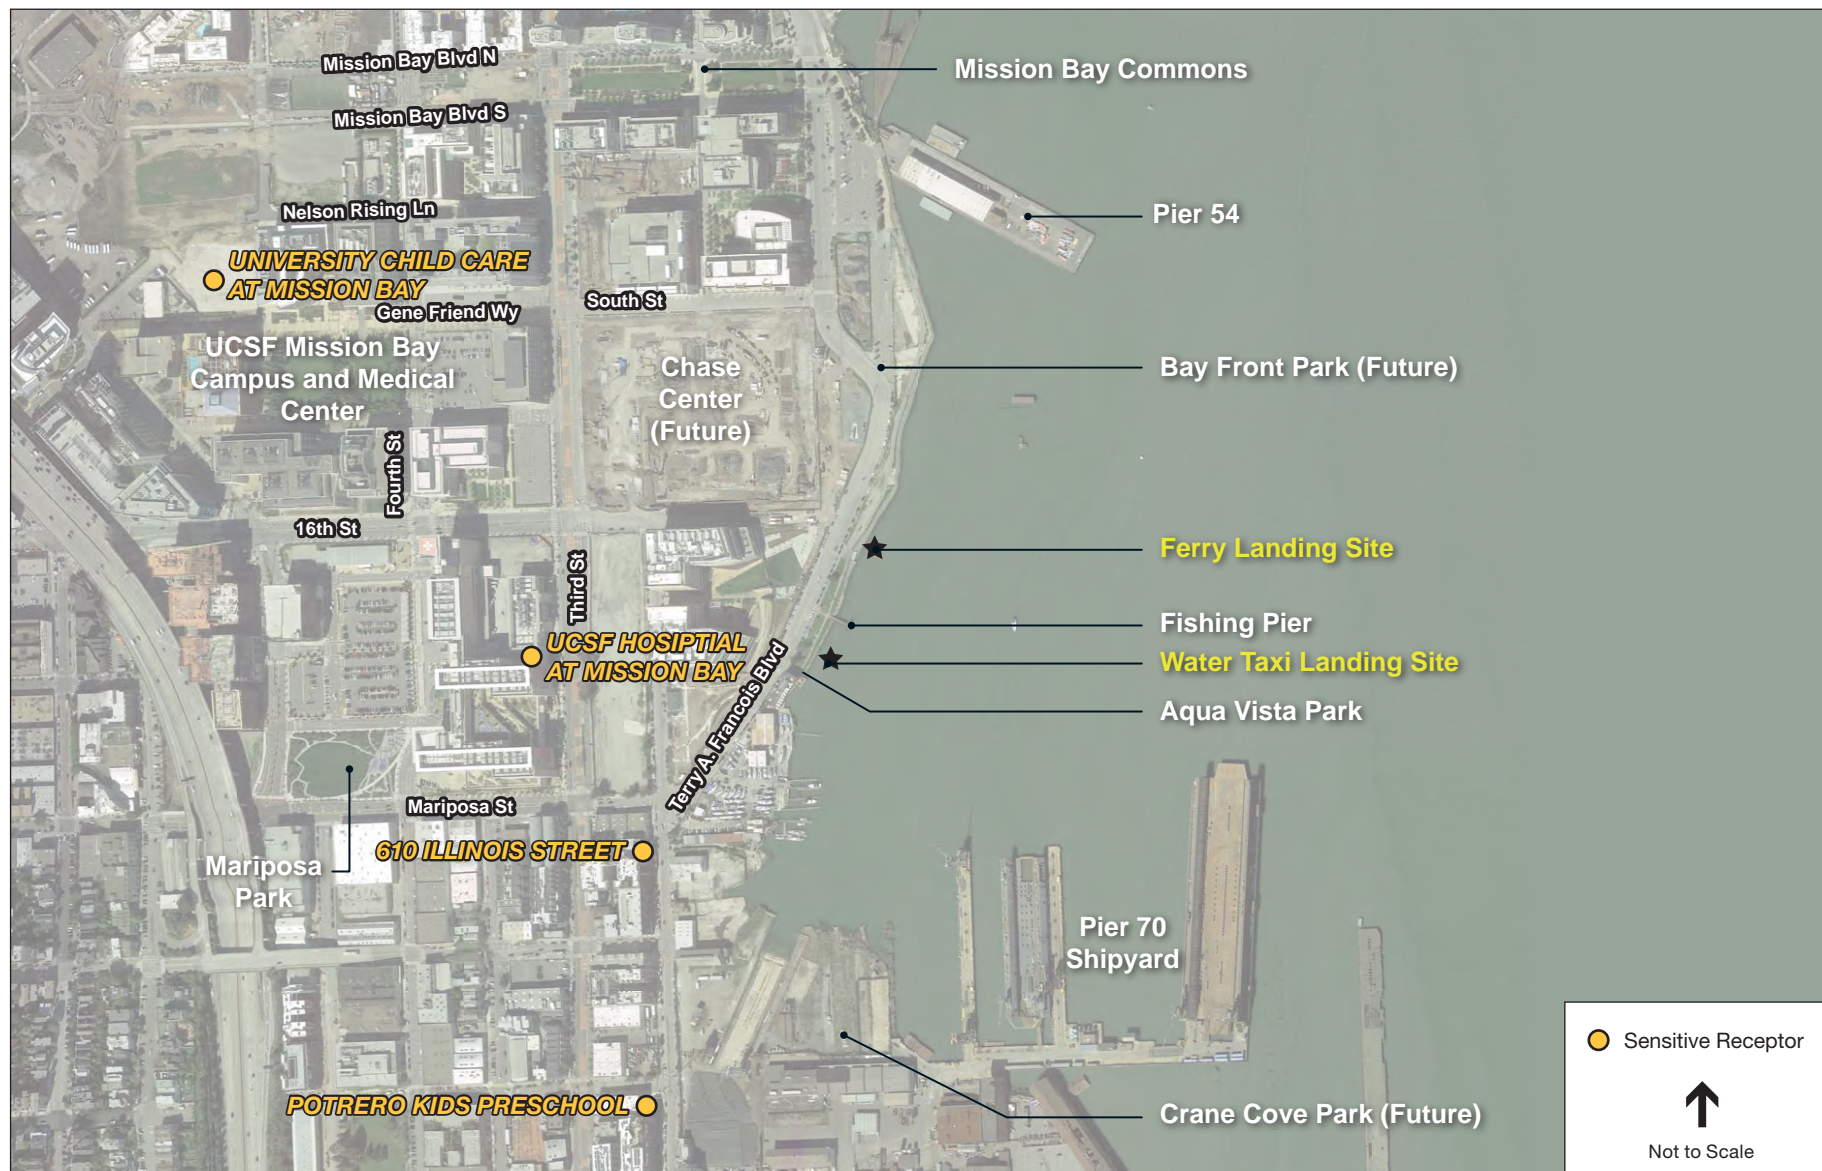 Mission Bay Blvd N
Mission Bay Commons
Mission Bay Blvd S
Nelson Rising Ln
Pier 54
UNIVERSITY CHILD CARE
AT MISSION BAY
South St
Gene Friend Wy
UCSF Mission Bay
Campus and Medical
Center
Chase
Center
(Future)
Bay Front Park (Future)
Fourth St
16th St
Ferry Landing Site
Third St
Fishing Pier
UCSF HOSIPTIAL
AT MISSION BAY
Water Taxi Landing Site
Terry A. Francois Blvd
Aqua Vista Park
Mariposa St
610 ILLINOIS STREET
Mariposa
Park
Pier 70
Shipyard
POTRERO KIDS PRESCHOOL
Crane Cove Park (Future)
Sensitive Receptor
Not to Scale